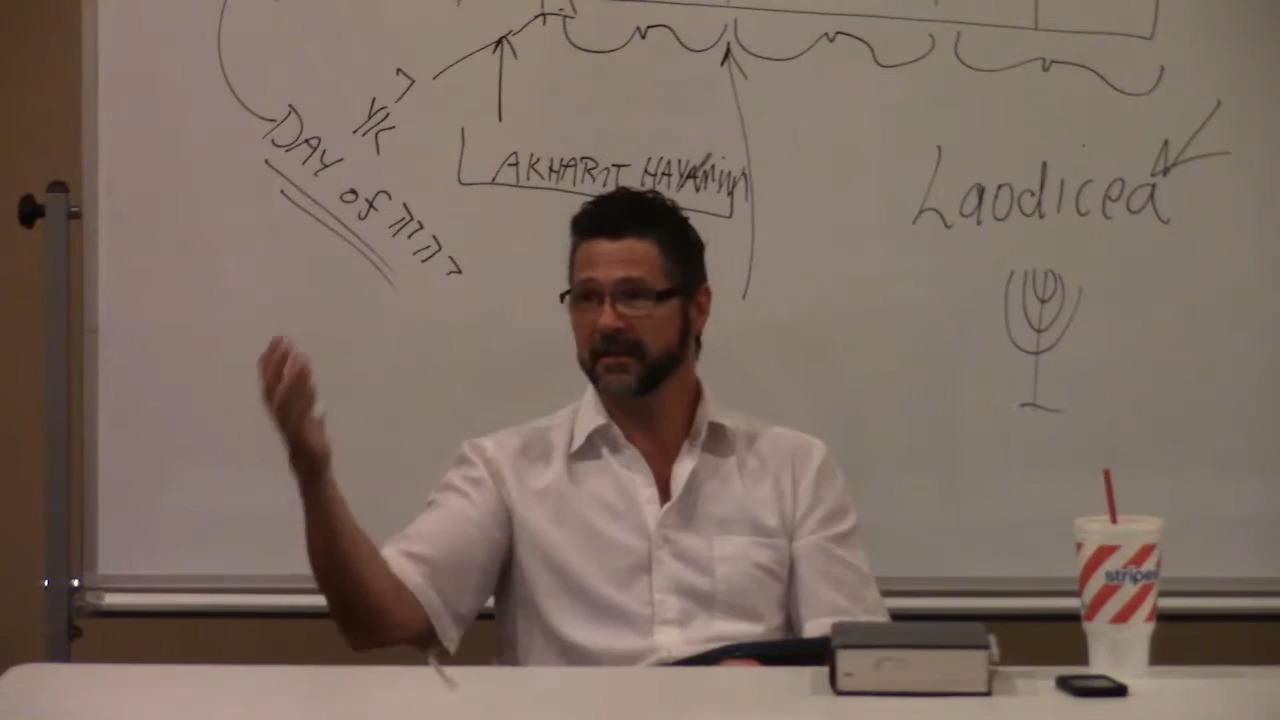 DAY of יהוה
YK
AKHARIT HAYAMIM
Laodicea
stripes